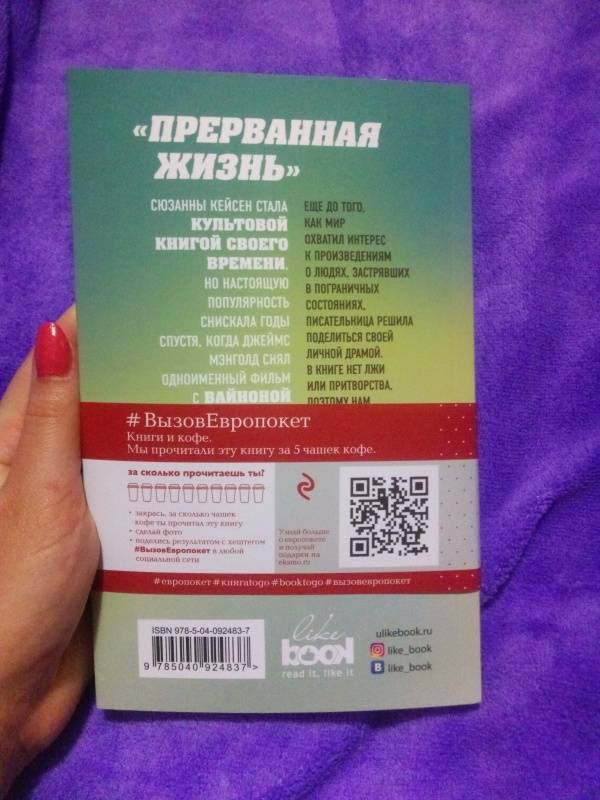 «ПРЕРВАННАЯ
ЖИЗНЬ»
СЮЗАННЫ КЕЙСЕН СТАЛА
КУЛЬТОВОЙ
КНИГОЙ СВОЕГО
ВРЕМЕНИ,
НО НАСТОЯЩУЮ
ПОПУЛЯРНОСТЬ
СНИСКАЛА ГОДЫ
СПУСТЯ, КОГДА ДЖЕЙМС
МЭНГОЛД СНЯЛ
ОДНОИМЕННЫЙ ФИЛЬМ
С ВАЙНОНОЙ
ЕЩЕ ДО ТОГО,
КАК МИР
ОХВАТИЛ ИНТЕРЕС
К ПРОИЗВЕДЕНИЯМ
О ЛЮДЯХ, ЗАСТРЯВШИХ
В ПОГРАНИЧНЫХ
СОСТОЯНИЯХ,
ПИСАТЕЛЬНИЦА РЕШИЛА
ПОДЕЛИТЬСЯ СВОЕЙ
ЛИЧНОЙ ДРАМОЙ.
В КНИГЕ НЕТ ЛЖИ
ИЛИ ПРИТВОРСТВА,
ПОЭТОМУ НАМ
#ВызовЕвропокет
Книги и кофе.
Мы прочитали эту книгу за 5 чашек кофе.
за сколько прочитаешь ты?
• закрась, за сколько чашек
кофе ты прочитал эту книгу
• сделай фото
• поделись результатом с хештегом
#ВызовЕвропокет в любой
социальной сети
Узнай больше
о европокете
и получай
подарки на
eksmo.ru
#европокет #книгаtogo #booktogo #вызовевропокет
ISBN 978-5-04-092483-7
9 785040 924837>
like
book
read it, like it
ulikebook.ru
like_book
B like_book